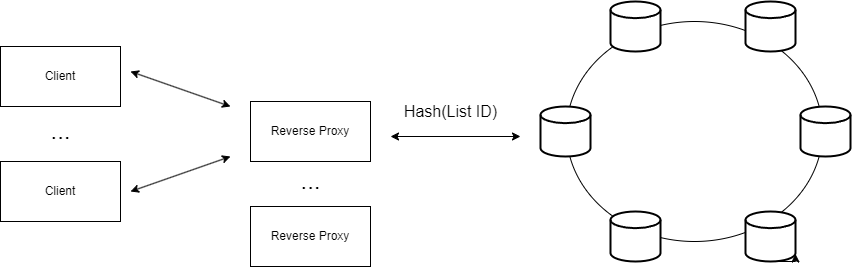 Client
...
Client
Reverse Proxy
...
Reverse Proxy
Hash(List ID)